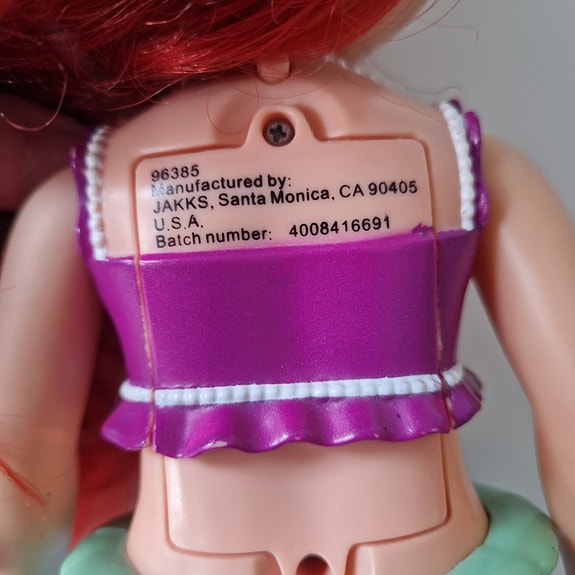 96385
Manufactured by:
JAKKS, Santa Monica, CA 90405
U.S.A.
Batch number: 4008416691